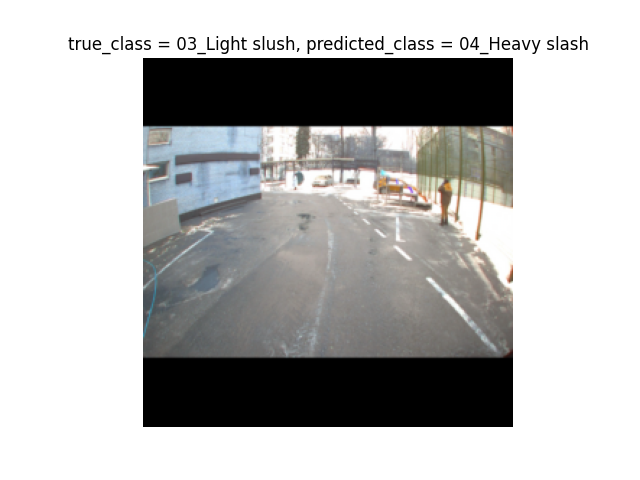 true_class = 03_Light slush, predicted_class = 04_Heavy slash